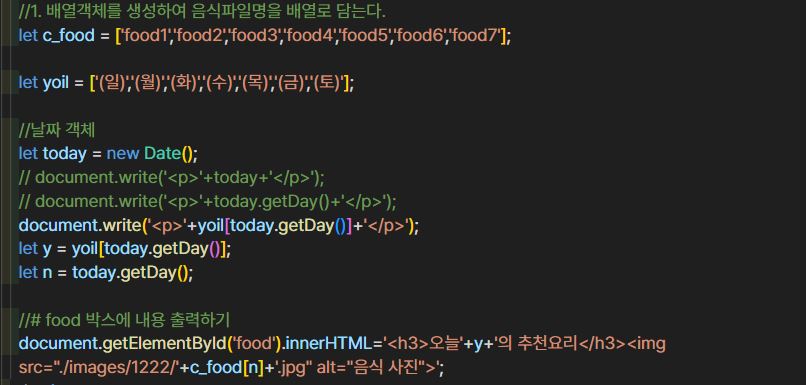 //1. 배열객체를 생성하여 음식파일명을 배열로 담는다.
let c_food = ['food1','food2','food3','food4','food5','food6','food7'];
let yoil = ['(일)','(월)','(화)','(수)','(목)','(금)','(토)'];
//날짜 객체
let today = new Date();
// document.write('<p>'+today+'</p>');
// document.write('<p>'+today.getDay()+'</p>');
document.write('<p>'+yoil[today.getDay()]+'</p>');
let y = yoil[today.getDay()];
let n = today.getDay();
//# food 박스에 내용 출력하기
document.getElementById('food').innerHTML='<h3>오늘'+y+'의 추천요리</h3><img
src="./images/1222/'+c_food[n]+'.jpg" alt="음식 사진">';